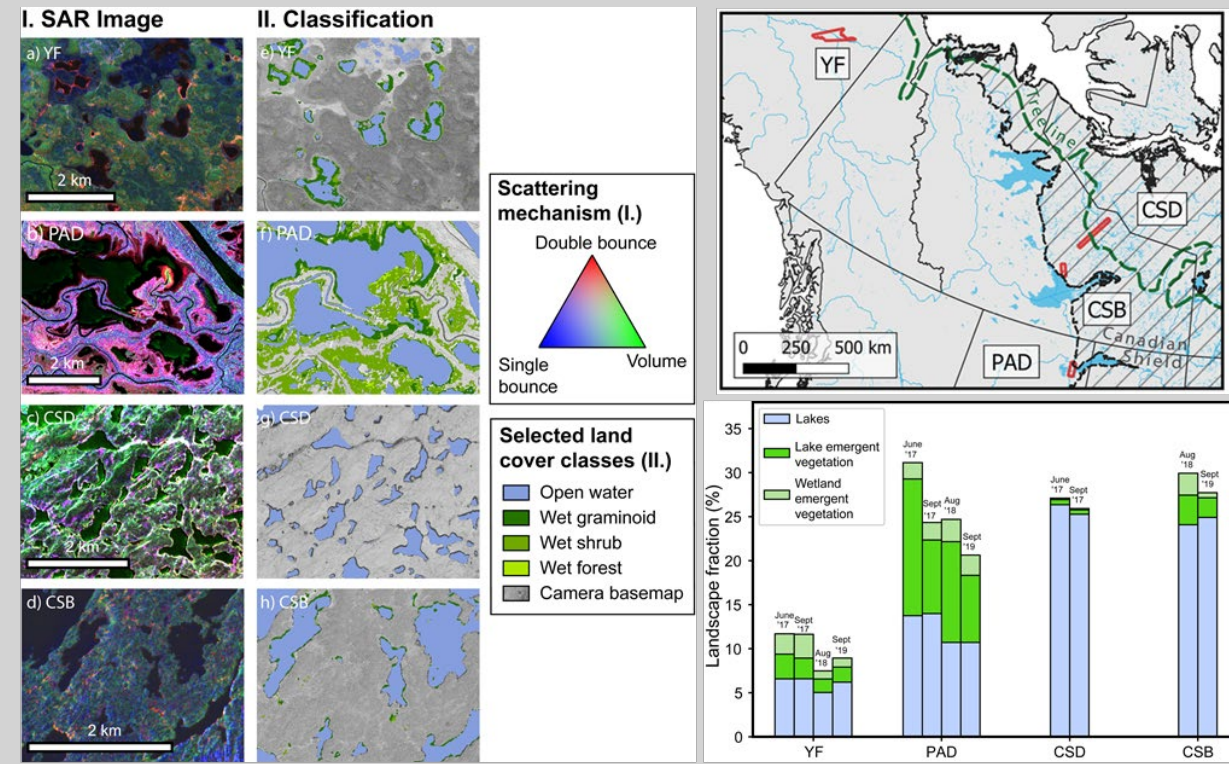 I. SAR Image
II. Classification
a) YF
2 km
e) YF
b) PAD
2 km
f) PAD
c) CSD
2 km
g) CSD
d) CSB
2 km
h) CSB
Scattering
mechanism (I.)
Double bounce
Single
bounce
Volume
Selected land
cover classes (II.)
Open water
Wet graminoid
Wet shrub
Wet forest
Camera basemap
YF
Tree line
CSD
CSB
Canadian
Shield
PAD
0 250 500 km
Landscape fraction (%)
35
30
25
20
15
10
5
0
Lakes
Lake emergent
vegetation
Wetland
emergent
vegetation
June
'17
Sept
'17
Aug
'18
Sept
'19
June
'17
Sept
'17
Aug
'18
Sept
'19
June
'17
Sept
'17
Aug
'18
Sept
'19
YF
PAD
CSD
CSB